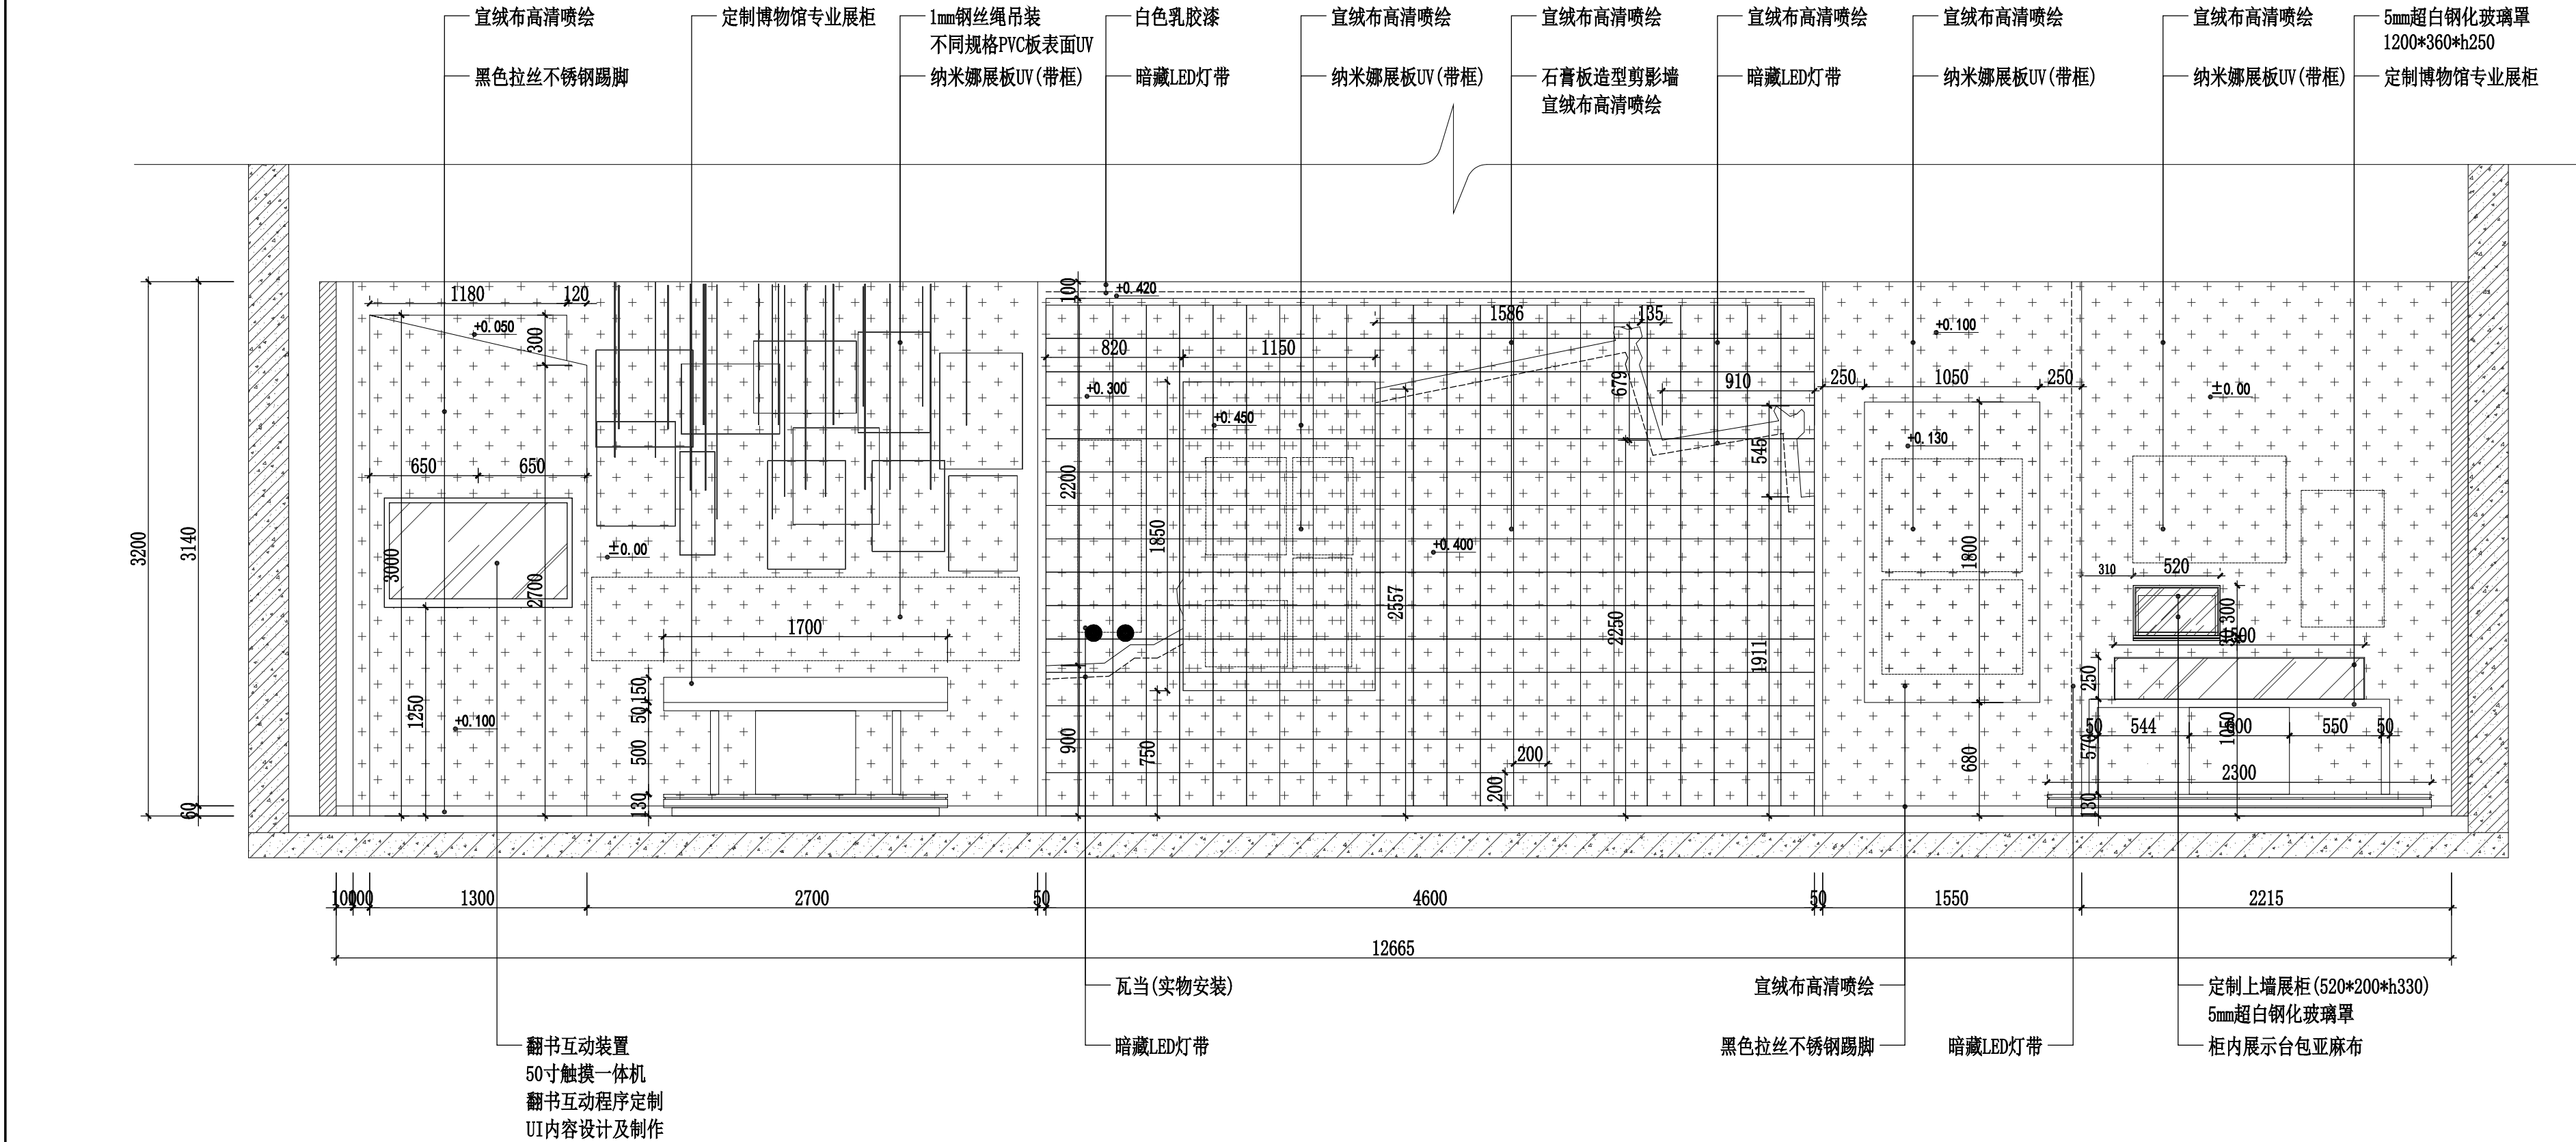 宣绒布高清喷绘
黑色拉丝不锈钢踢脚
定制博物馆专业展柜
1mm钢丝绳吊装
不同规格PVC板表面UV
纳米娜展板UV(带框)
白色乳胶漆
暗藏LED灯带
宣绒布高清喷绘
纳米娜展板UV(带框)
宣绒布高清喷绘
石膏板造型剪影墙
宣绒布高清喷绘
宣绒布高清喷绘
暗藏LED灯带
宣绒布高清喷绘
纳米娜展板UV(带框)
宣绒布高清喷绘
纳米娜展板UV(带框)
5mm超白钢化玻璃罩
1200*360*h250
定制博物馆专业展柜
3200
3140
60
1180
120
+0.050
300
650
650
3000
2700
1250
+0.100
±0.00
1700
150
50
500
130
100
+0.420
820
1150
+0.300
+0.450
2200
1850
900
750
1586
135
679
910
545
+0.400
2557
2250
1911
200
200
+0.100
250
1050
250
+0.130
1800
680
±0.00
310
520
300
30
250
570
130
50
544
600
550
50
1050
2300
100
100
1300
2700
50
4600
50
1550
2215
12665
瓦当(实物安装)
暗藏LED灯带
宣绒布高清喷绘
黑色拉丝不锈钢踢脚
暗藏LED灯带
定制上墙展柜(520*200*h330)
5mm超白钢化玻璃罩
柜内展示台包亚麻布
翻书互动装置
50寸触摸一体机
翻书互动程序定制
UI内容设计及制作